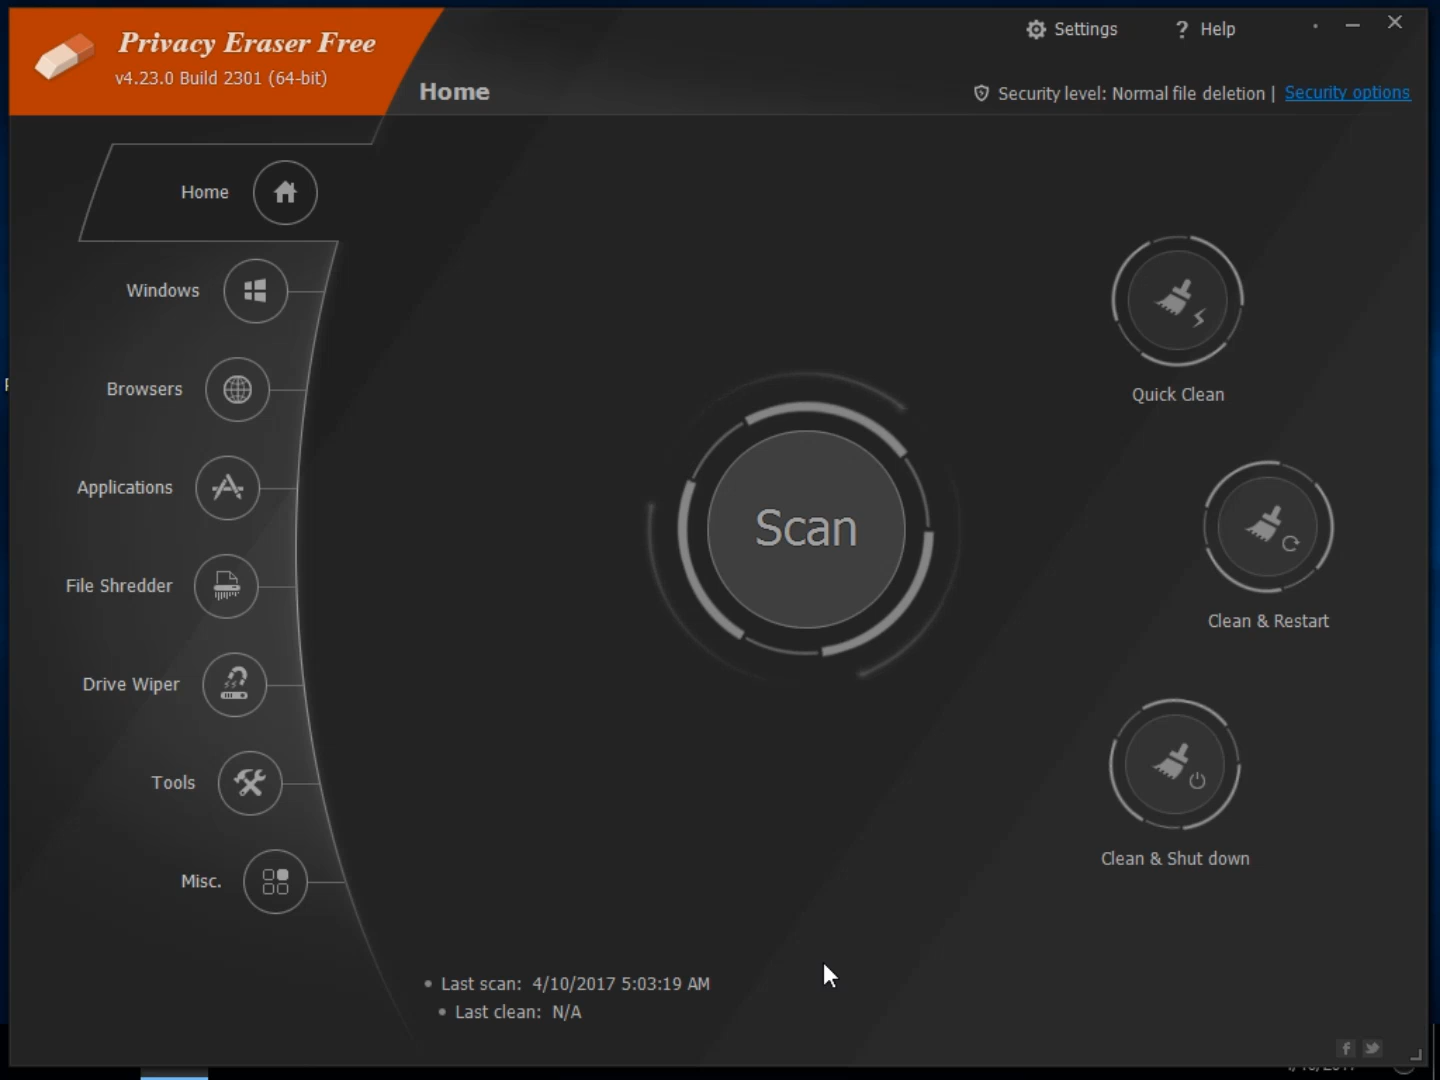 Privacy Eraser Free
v4.23.0 Build 2301 (64-bit)
Settings
? Help
Home
Security level: Normal file deletion | Security options
Home
Windows
Browsers
Applications
File Shredder
Drive Wiper
Tools
Misc.
Scan
Quick Clean
Clean & Restart
Clean & Shut down
Last scan: 4/10/2017 5:03:19 AM
Last clean: N/A